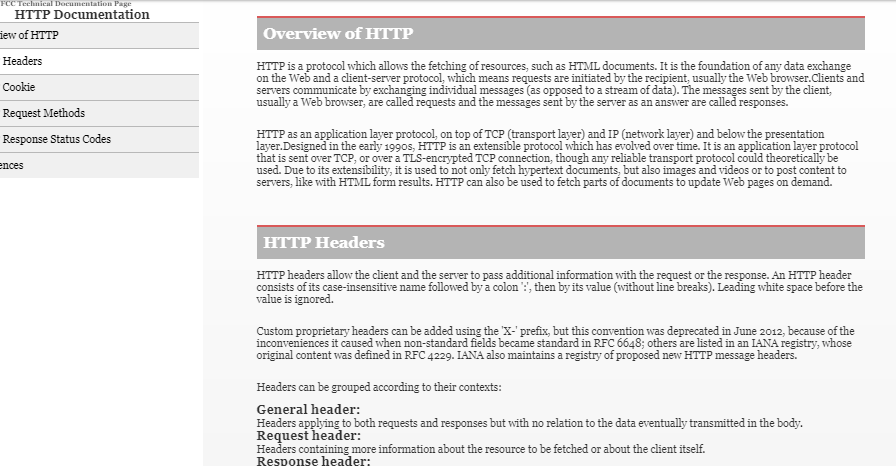 FCC Technical Documentation Page
HTTP Documentation
iew of HTTP
Headers
Cookie
Request Methods
Response Status Codes
ences
Overview of HTTP
HTTP is a protocol which allows the fetching of resources, such as HTML documents. It is the foundation of any data exchange
on the Web and a client-server protocol, which means requests are initiated by the recipient, usually the Web browser.Clients and
servers communicate by exchanging individual messages (as opposed to a stream of data). The messages sent by the client,
usually a Web browser, are called requests and the messages sent by the server as an answer are called responses.
HTTP as an application layer protocol, on top of TCP (transport layer) and IP (network layer) and below the presentation
layer.Designed in the early 1990s, HTTP is an extensible protocol which has evolved over time. It is an application layer protocol
that is sent over TCP, or over a TLS-encrypted TCP connection, though any reliable transport protocol could theoretically be
used. Due to its extensibility, it is used to not only fetch hypertext documents, but also images and videos or to post content to
servers, like with HTML form results. HTTP can also be used to fetch parts of documents to update Web pages on demand.
HTTP Headers
HTTP headers allow the client and the server to pass additional information with the request or the response. An HTTP header
consists of its case-insensitive name followed by a colon ':', then by its value (without line breaks). Leading white space before the
value is ignored.
Custom proprietary headers can be added using the 'X-' prefix, but this convention was deprecated in June 2012, because of the
inconveniences it caused when non-standard fields became standard in RFC 6648; others are listed in an IANA registry, whose
original content was defined in RFC 4229. IANA also maintains a registry of proposed new HTTP message headers.
Headers can be grouped according to their contexts:
General header:
Headers applying to both requests and responses but with no relation to the data eventually transmitted in the body.
Request header:
Headers containing more information about the resource to be fetched or about the client itself.
Response header: